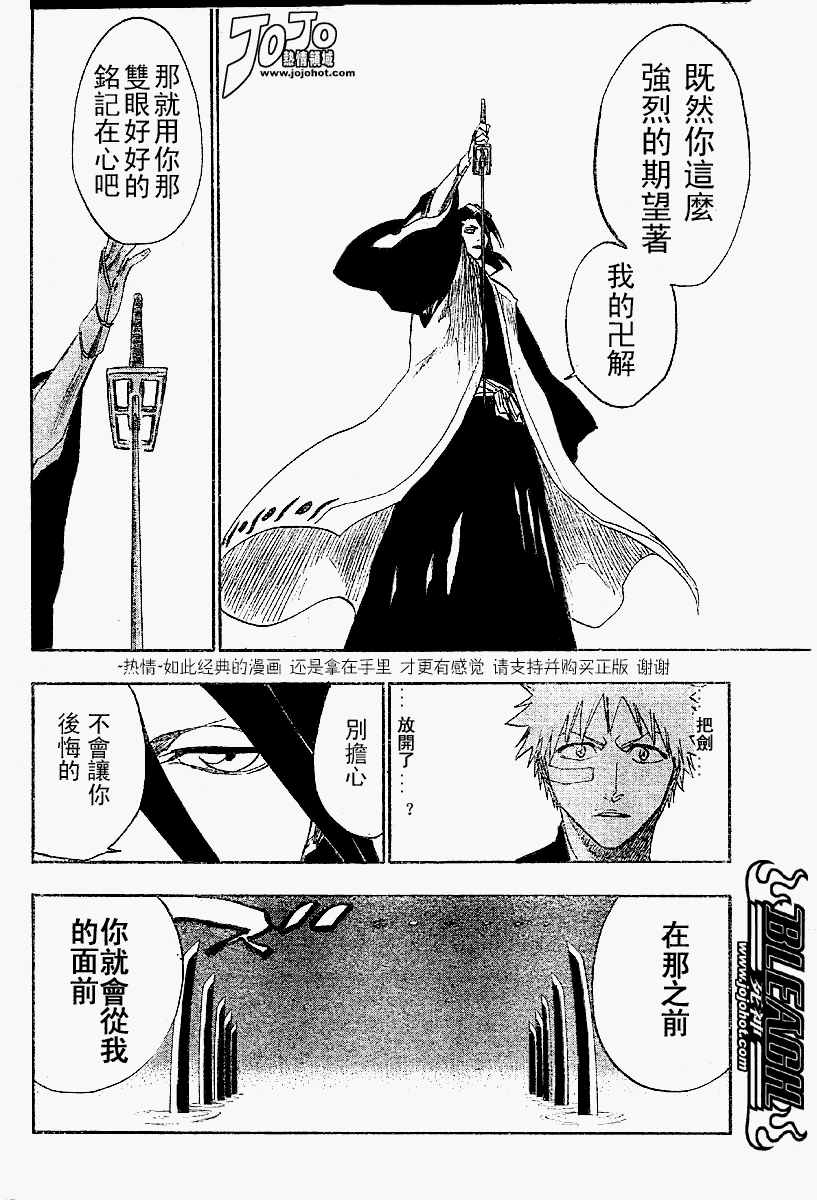 JOJO
熱情領域
www.jojohot.com
既然你這麼
強烈的期望著
我的卍解
那就用你那
雙眼好好的
銘記在心吧
-热情-如此经典的漫画 还是拿在手里 才更有感觉 请支持并购买正版 谢谢
...把劍...
...放開了...?
別擔心
不會讓你
後悔的
在那之前
你就會從我
的面前
BLEACH
死神
www.jojohot.com